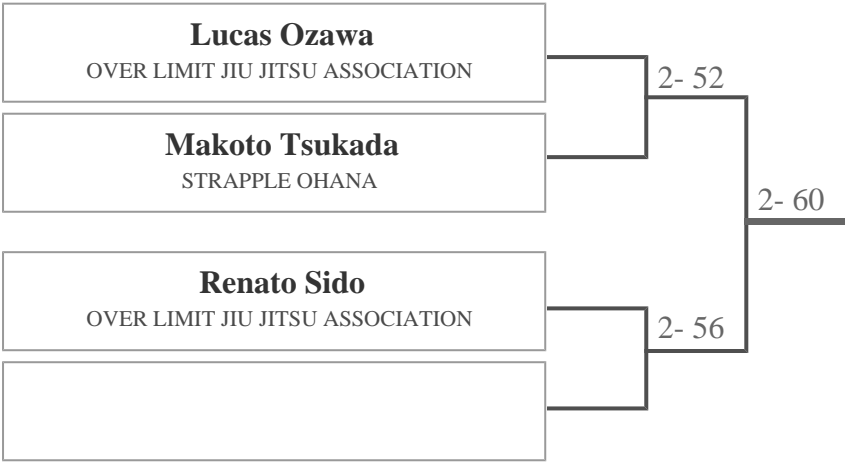 Lucas Ozawa
OVER LIMIT JIU JITSU ASSOCIATION
2- 52
Makoto Tsukada
STRAPPLE OHANA
2- 60
Renato Sido
OVER LIMIT JIU JITSU ASSOCIATION
2- 56